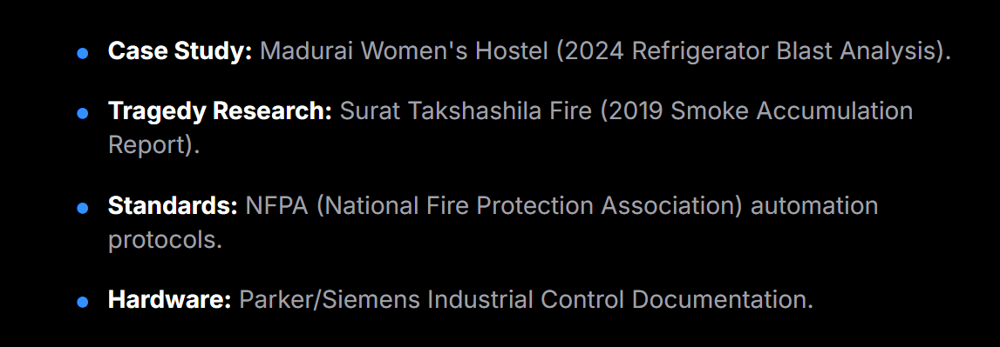 Case Study: Madurai Women's Hostel (2024 Refrigerator Blast Analysis).
Tragedy Research: Surat Takshashila Fire (2019 Smoke Accumulation
Report).
Standards: NFPA (National Fire Protection Association) automation
protocols.
Hardware: Parker/Siemens Industrial Control Documentation.